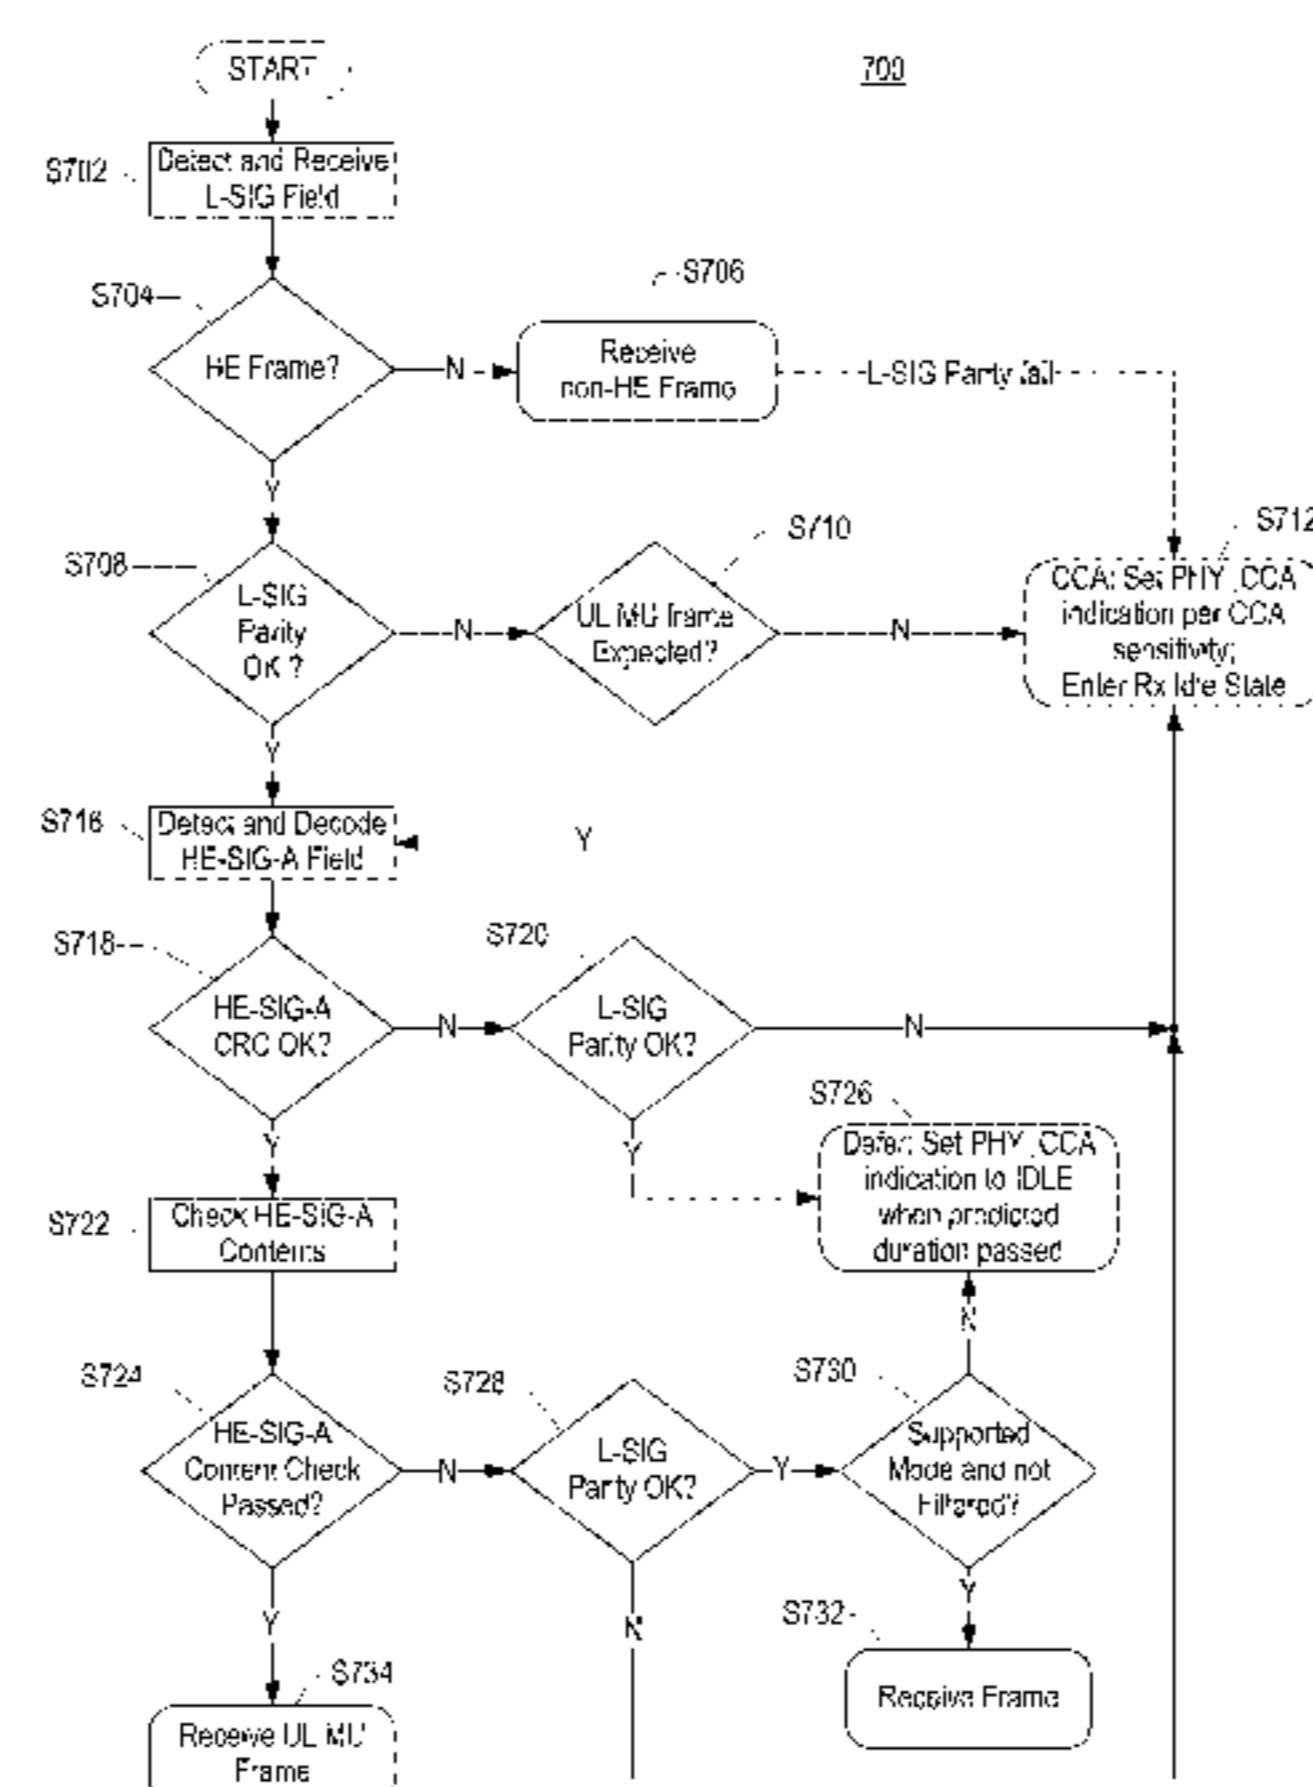 START
700
S702
Detect and Receive
L-SIG Field
S704
HE Frame?
N
S706
Receive
non-HE Frame
L-SIG Parity fail
Y
S708
L-SIG
Parity
OK ?
N
S710
UL MU frame
Expected?
N
S712
CCA: Set PHY_CCA
indication per CCA
sensitivity;
Enter Rx Idle State
Y
S716
Detect and Decode
HE-SIG-A Field
Y
S718
HE-SIG-A
CRC OK?
N
S720
L-SIG
Parity OK?
N
Y
Y
S726
Defer: Set PHY_CCA
indication to IDLE
when predicted
duration passed
S722
Check HE-SIG-A
Contents
N
S724
HE-SIG-A
Content Check
Passed?
N
S728
L-SIG
Parity OK?
Y
S730
Supported
Mode and not
Filtered?
Y
N
Y
S732
Receive Frame
S734
Receive UL MU
Frame